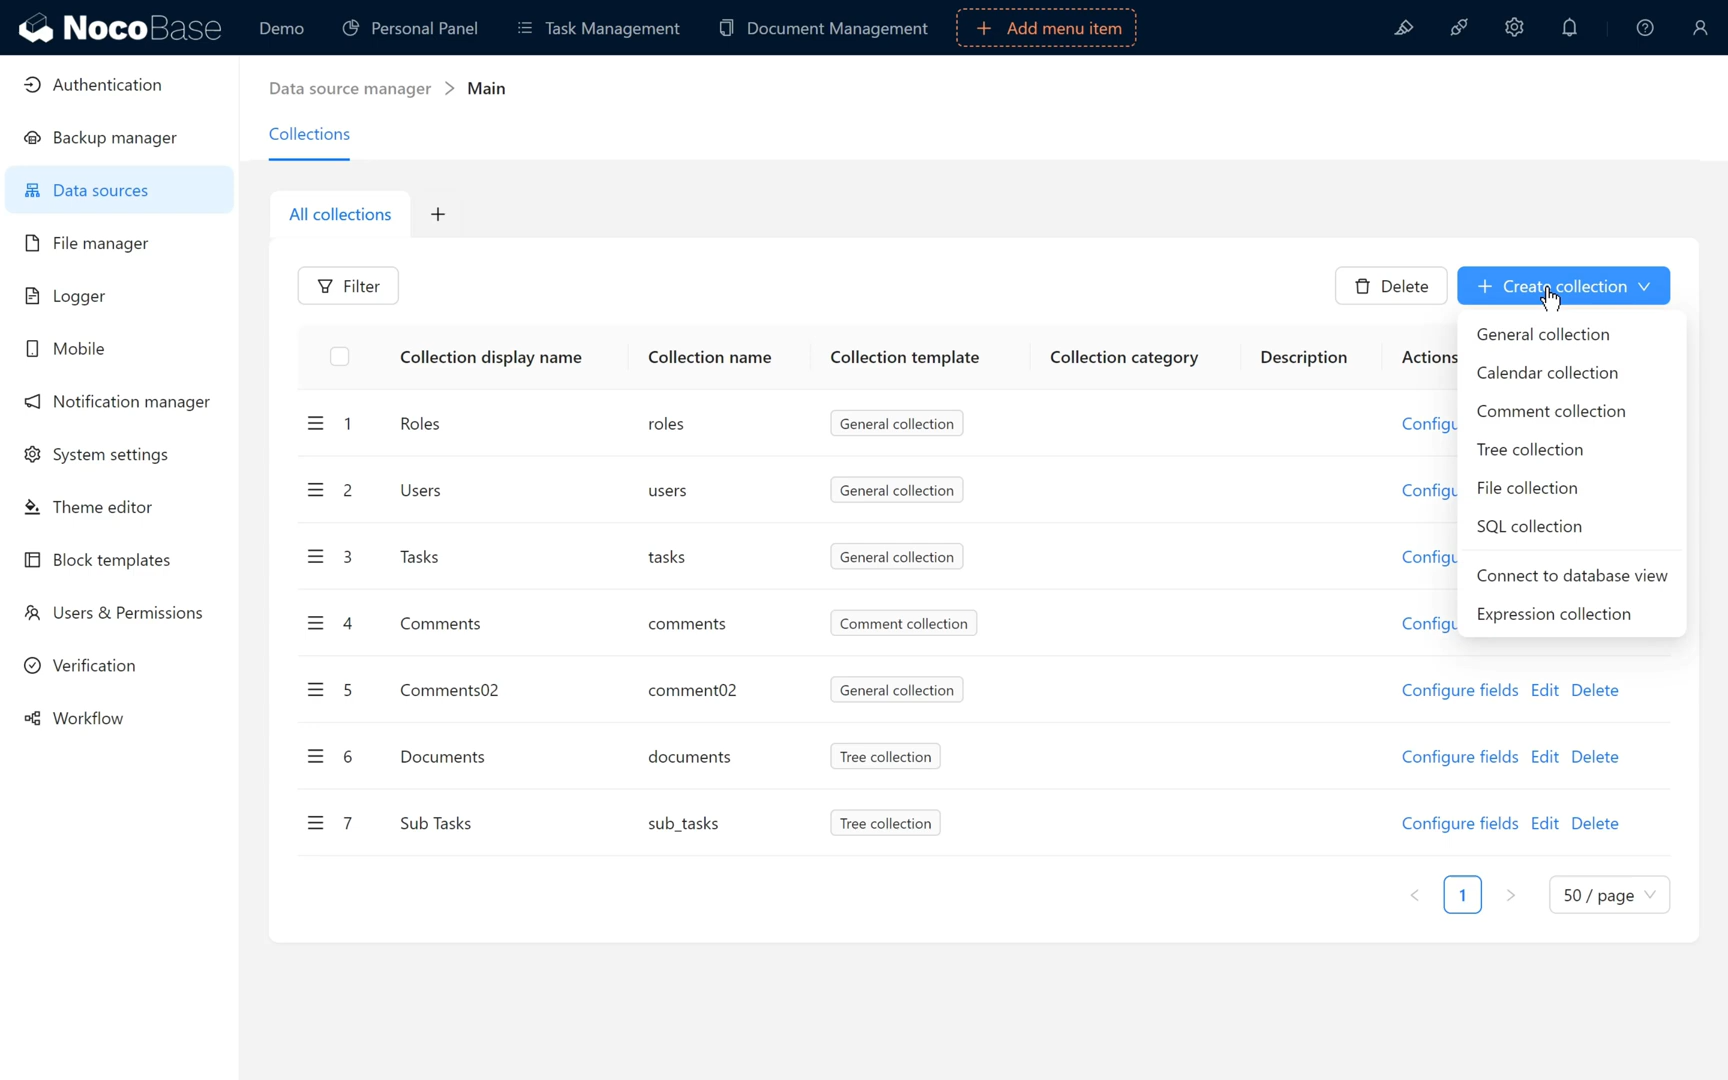 NocoBase Demo Personal Panel Task Management Document Management + Add menu item
Authentication
Backup manager
Data sources
File manager
Logger
Mobile
Notification manager
System settings
Theme editor
Block templates
Users & Permissions
Verification
Workflow
Data source manager > Main
Collections
All collections +
Filter Delete + Create collection
General collection
Calendar collection
Comment collection
Tree collection
File collection
SQL collection
Connect to database view
Expression collection
Collection display name Collection name Collection template Collection category Description Actions
1 Roles roles General collection Configu
2 Users users General collection Configu
3 Tasks tasks General collection Configu
4 Comments comments Comment collection Configu
5 Comments02 comment02 General collection Configure fields Edit Delete
6 Documents documents Tree collection Configure fields Edit Delete
7 Sub Tasks sub_tasks Tree collection Configure fields Edit Delete
< 1 > 50 / page